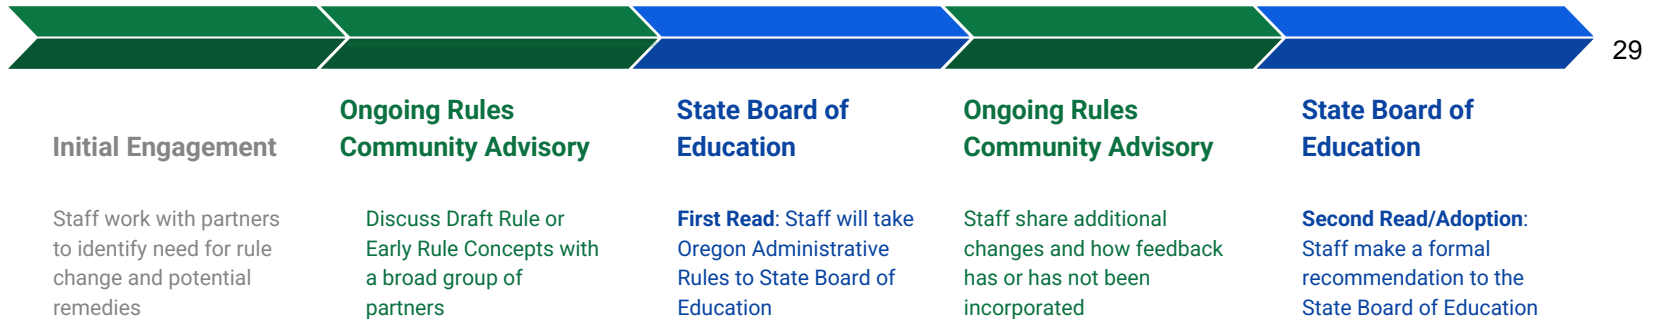 29
Initial Engagement
Staff work with partners
to identify need for rule
change and potential
remedies
Ongoing Rules
Community Advisory
Discuss Draft Rule or
Early Rule Concepts with
a broad group of
partners
State Board of
Education
First Read: Staff will take
Oregon Administrative
Rules to State Board of
Education
Ongoing Rules
Community Advisory
Staff share additional
changes and how feedback
has or has not been
incorporated
State Board of
Education
Second Read/Adoption:
Staff make a formal
recommendation to the
State Board of Education